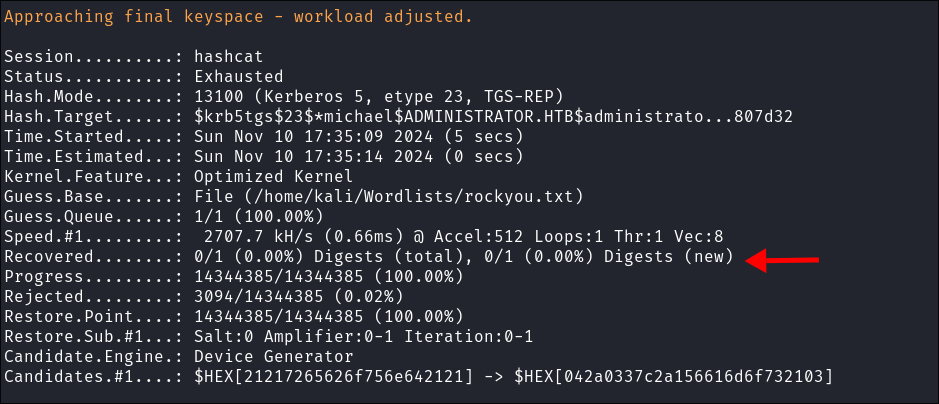 Approaching final keyspace - workload adjusted.
Session..........: hashcat
Status...........: Exhausted
Hash.Mode........: 13100 (Kerberos 5, etype 23, TGS-REP)
Hash.Target......: $krb5tgs$23$*michael$ADMINISTRATOR.HTB$administrato...807d32
Time.Started.....: Sun Nov 10 17:35:09 2024 (5 secs)
Time.Estimated...: Sun Nov 10 17:35:14 2024 (0 secs)
Kernel.Feature...: Optimized Kernel
Guess.Base.......: File (/home/kali/Wordlists/rockyou.txt)
Guess.Queue......: 1/1 (100.00%)
Speed.#1.........:  2707.7 kH/s (0.66ms) @ Accel:512 Loops:1 Thr:1 Vec:8
Recovered........: 0/1 (0.00%) Digests (total), 0/1 (0.00%) Digests (new)
Progress.........: 14344385/14344385 (100.00%)
Rejected.........: 3094/14344385 (0.02%)
Restore.Point....: 14344385/14344385 (100.00%)
Restore.Sub.#1...: Salt:0 Amplifier:0-1 Iteration:0-1
Candidate.Engine.: Device Generator
Candidates.#1....: $HEX[21217265626f756e642121] -> $HEX[042a0337c2a156616d6f732103]